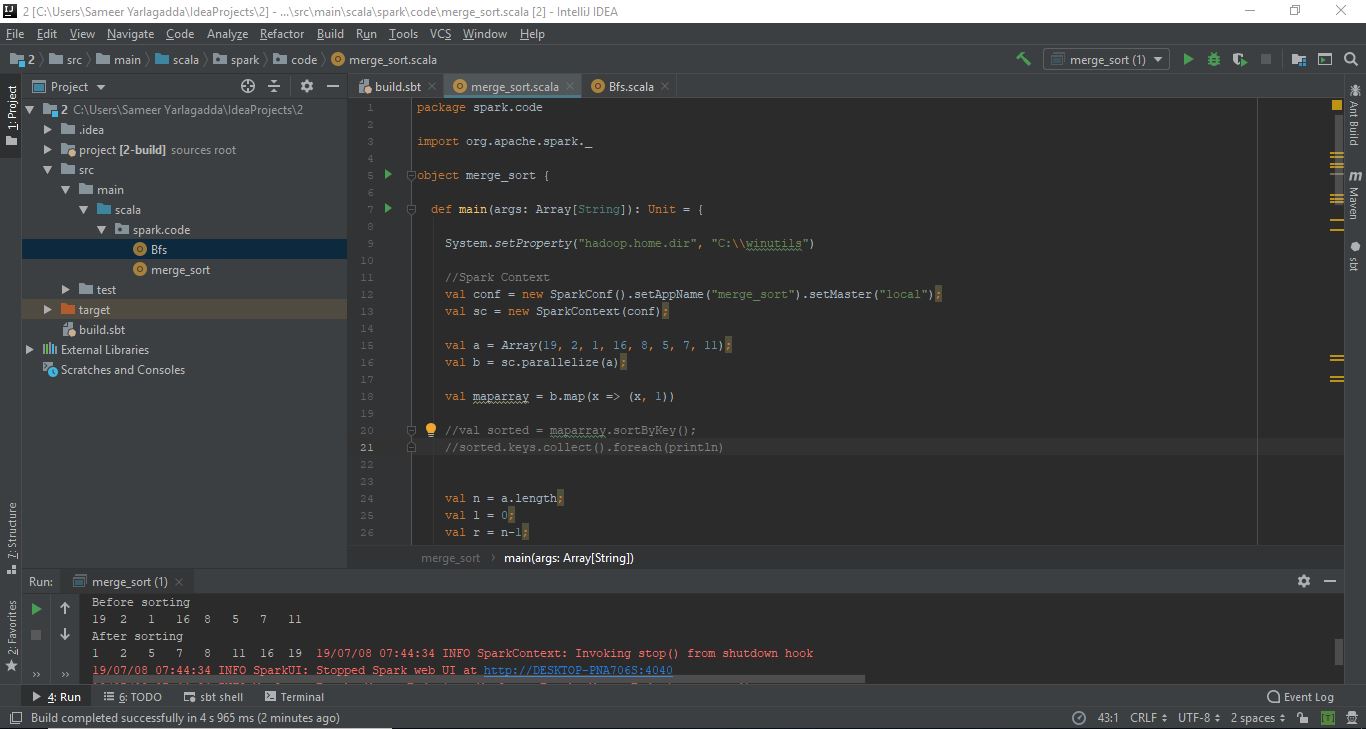 2 [C:\Users\Sameer Yarlagadda\IdeaProjects\2] - ...\src\main\scala\spark\code\merge_sort.scala [2] - IntelliJ IDEA
File Edit View Navigate Code Analyze Refactor Build Run Tools VCS Window Help
2 src main scala spark code merge_sort.scala
merge_sort (1)
Project
build.sbt merge_sort.scala Bfs.scala
1: Project
7: Structure
2: Favorites
2 C:\Users\Sameer Yarlagadda\IdeaProjects\2
.idea
project [2-build] sources root
src
main
scala
spark.code
Bfs
merge_sort
test
target
build.sbt
External Libraries
Scratches and Consoles
1 package spark.code
2
3 import org.apache.spark._
4
5 object merge_sort {
6
7 def main(args: Array[String]): Unit = {
8
9 System.setProperty("hadoop.home.dir", "C:\\winutils")
10
11 //Spark Context
12 val conf = new SparkConf().setAppName("merge_sort").setMaster("local");
13 val sc = new SparkContext(conf);
14
15 val a = Array(19, 2, 1, 16, 8, 5, 7, 11);
16 val b = sc.parallelize(a);
17
18 val maparray = b.map(x => (x, 1))
19
20 //val sorted = maparray.sortByKey();
21 //sorted.keys.collect().foreach(println)
22
23
24 val n = a.length;
25 val l = 0;
26 val r = n-1;
merge_sort main(args: Array[String])
Ant Build
m Maven
sbt
Run: merge_sort (1)
Before sorting
19 2 1 16 8 5 7 11
After sorting
1 2 5 7 8 11 16 19 19/07/08 07:44:34 INFO SparkContext: Invoking stop() from shutdown hook
19/07/08 07:44:34 INFO SparkUI: Stopped Spark web UI at http://DESKTOP-PNA706S:4040
4: Run 6: TODO sbt shell Terminal Event Log
Build completed successfully in 4 s 965 ms (2 minutes ago) 43:1 CRLF UTF-8 2 spaces